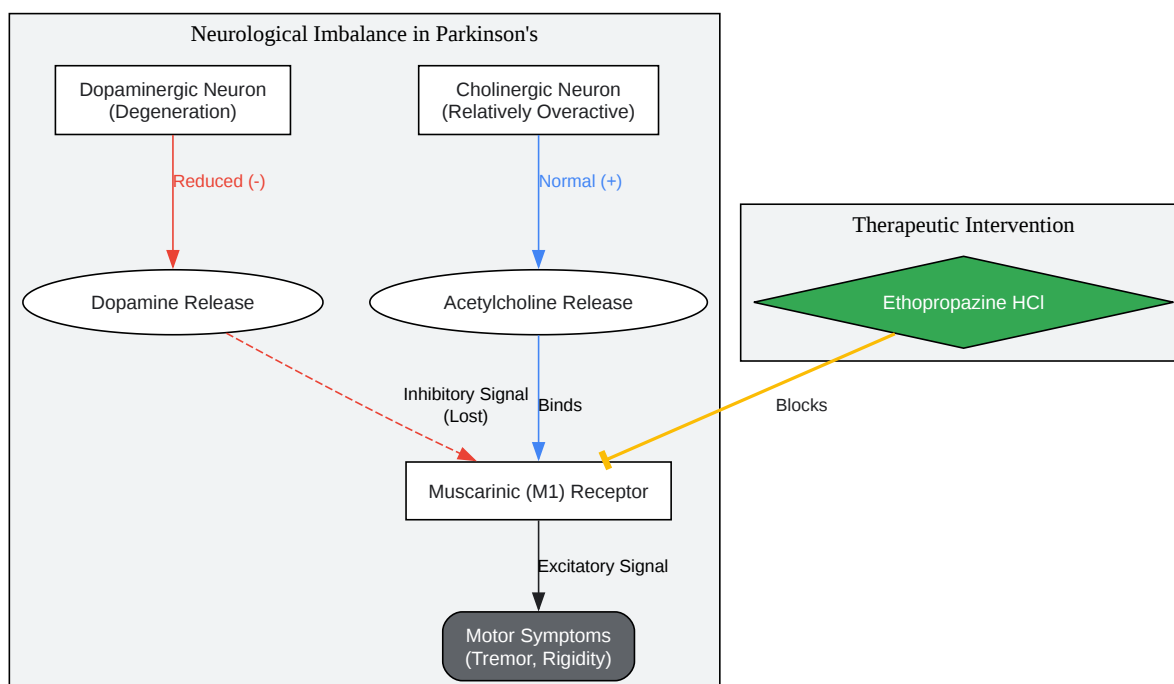 Neurological Imbalance in Parkinson's
Dopaminergic Neuron
(Degeneration)
Cholinergic Neuron
(Relatively Overactive)
Reduced (-)
Normal (+)
Therapeutic Intervention
Dopamine Release
Acetylcholine Release
Ethopropazine HCl
Inhibitory Signal
(Lost)
Binds
Blocks
Muscarinic (M1) Receptor
Excitatory Signal
Motor Symptoms
(Tremor, Rigidity)